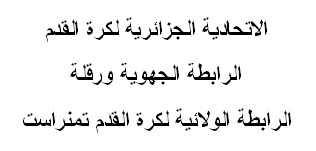 الاتحادية الجزائرية لكرة القدم
الرابطة الجهوية ورقلة
الرابطة الولائية لكرة القدم تمنراست